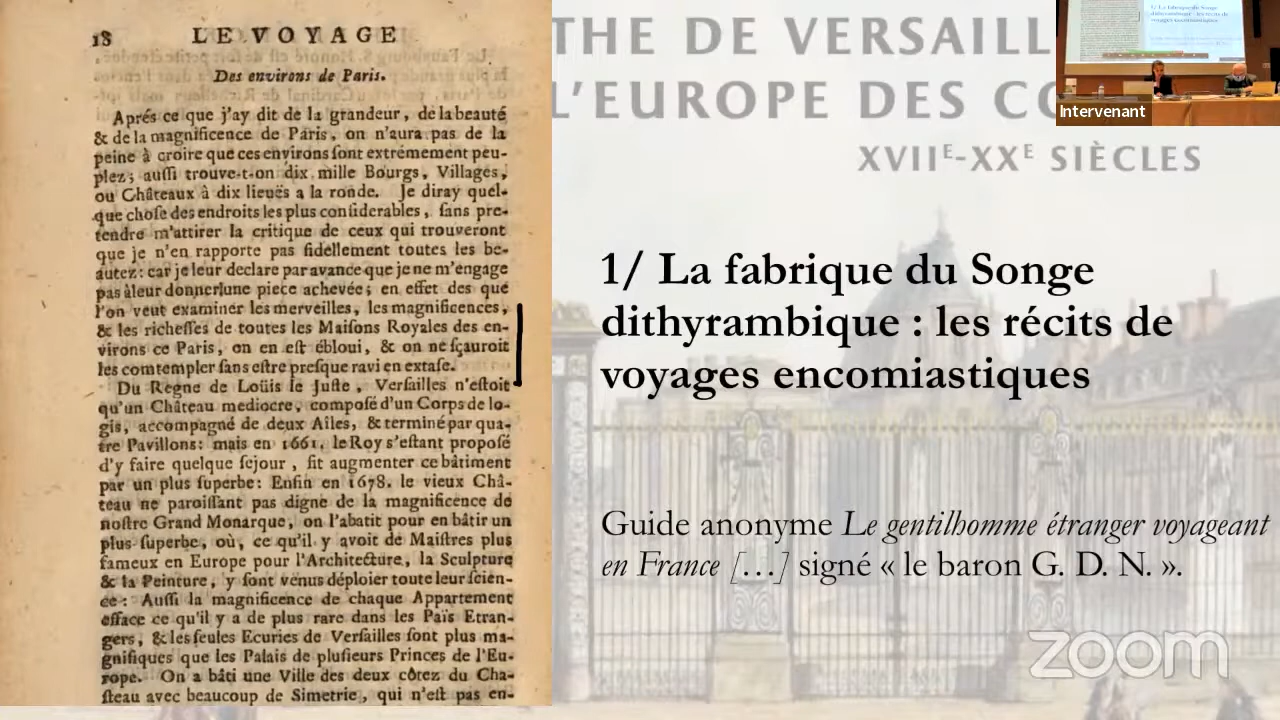 18 LE VOYAGE
Des environs de Paris.
Aprés ce que j'ay dit de la grandeur, de la beauté
& de la magnificence de Paris, on n'aura pas de la
peine à croire que ces environs ſont extrémement peu-
plez; auſſi trouve-t-on dix mille Bourgs, Villages,
ou Châteaux à dix lieuës a la ronde. Je diray quel-
que choſe des endroits les plus conſiderables, ſans pre-
tendre m'attirer la critique de ceux qui trouveront
que je n'en rapporte pas fidellement toutes les be-
autez: car je leur declare par avance que je ne m'engage
pas àleur donnerlune piece achevée; en effet des que
l'on veut examiner les merveilles, les magnificences,
& les richeſſes de toutes les Maiſons Royales des en-
virons ce Paris, on en eſt ébloui, & on ne ſçauroit
les comtempler ſans eſtre preſque ravi en extaſe.
Du Regne de Loüis le Juſte, Verſailles n'eſtoit
qu'un Château mediocre, compoſé d'un Corps de lo-
gis, accompagné de deux Aîles, & terminé par qua-
tre Pavillons: mais en 1661. le Roy s'eſtant propoſé
d'y faire quelque ſejour, fit augmenter ce bâtiment
par un plus ſuperbe: Enfin en 1678. le vieux Châ-
teau ne paroiſſant pas digne de la magnificence de
noſtre Grand Monarque, on l'abatit pour en bâtir un
plus ſuperbe, où, ce qu'il y avoit de Maiſtres plus
fameux en Europe pour l'Architecture, la Sculpture
& la Peinture, y ſont venus déploier toute leur ſcien-
ce: Auſſi la magnificence de chaque Appartement
efface ce qu'il y a de plus rare dans les Païs Etran-
gers, & les ſeules Ecuries de Verſailles ſont plus ma-
gnifiques que les Palais de pluſieurs Princes de l'Eu-
rope. On a bâti une Ville des deux côtez du Cha-
ſteau avec beaucoup de Simetrie, qui n'eſt pas en-
THE DE VERSAILL
L'EUROPE DES CO
XVIIE-XXE SIÈCLES
Intervenant
1/ La fabrique du Songe
dithyrambique : les récits de
voyages encomiastiques
Guide anonyme Le gentilhomme étranger voyageant
en France […] signé « le baron G. D. N. ».
zoom